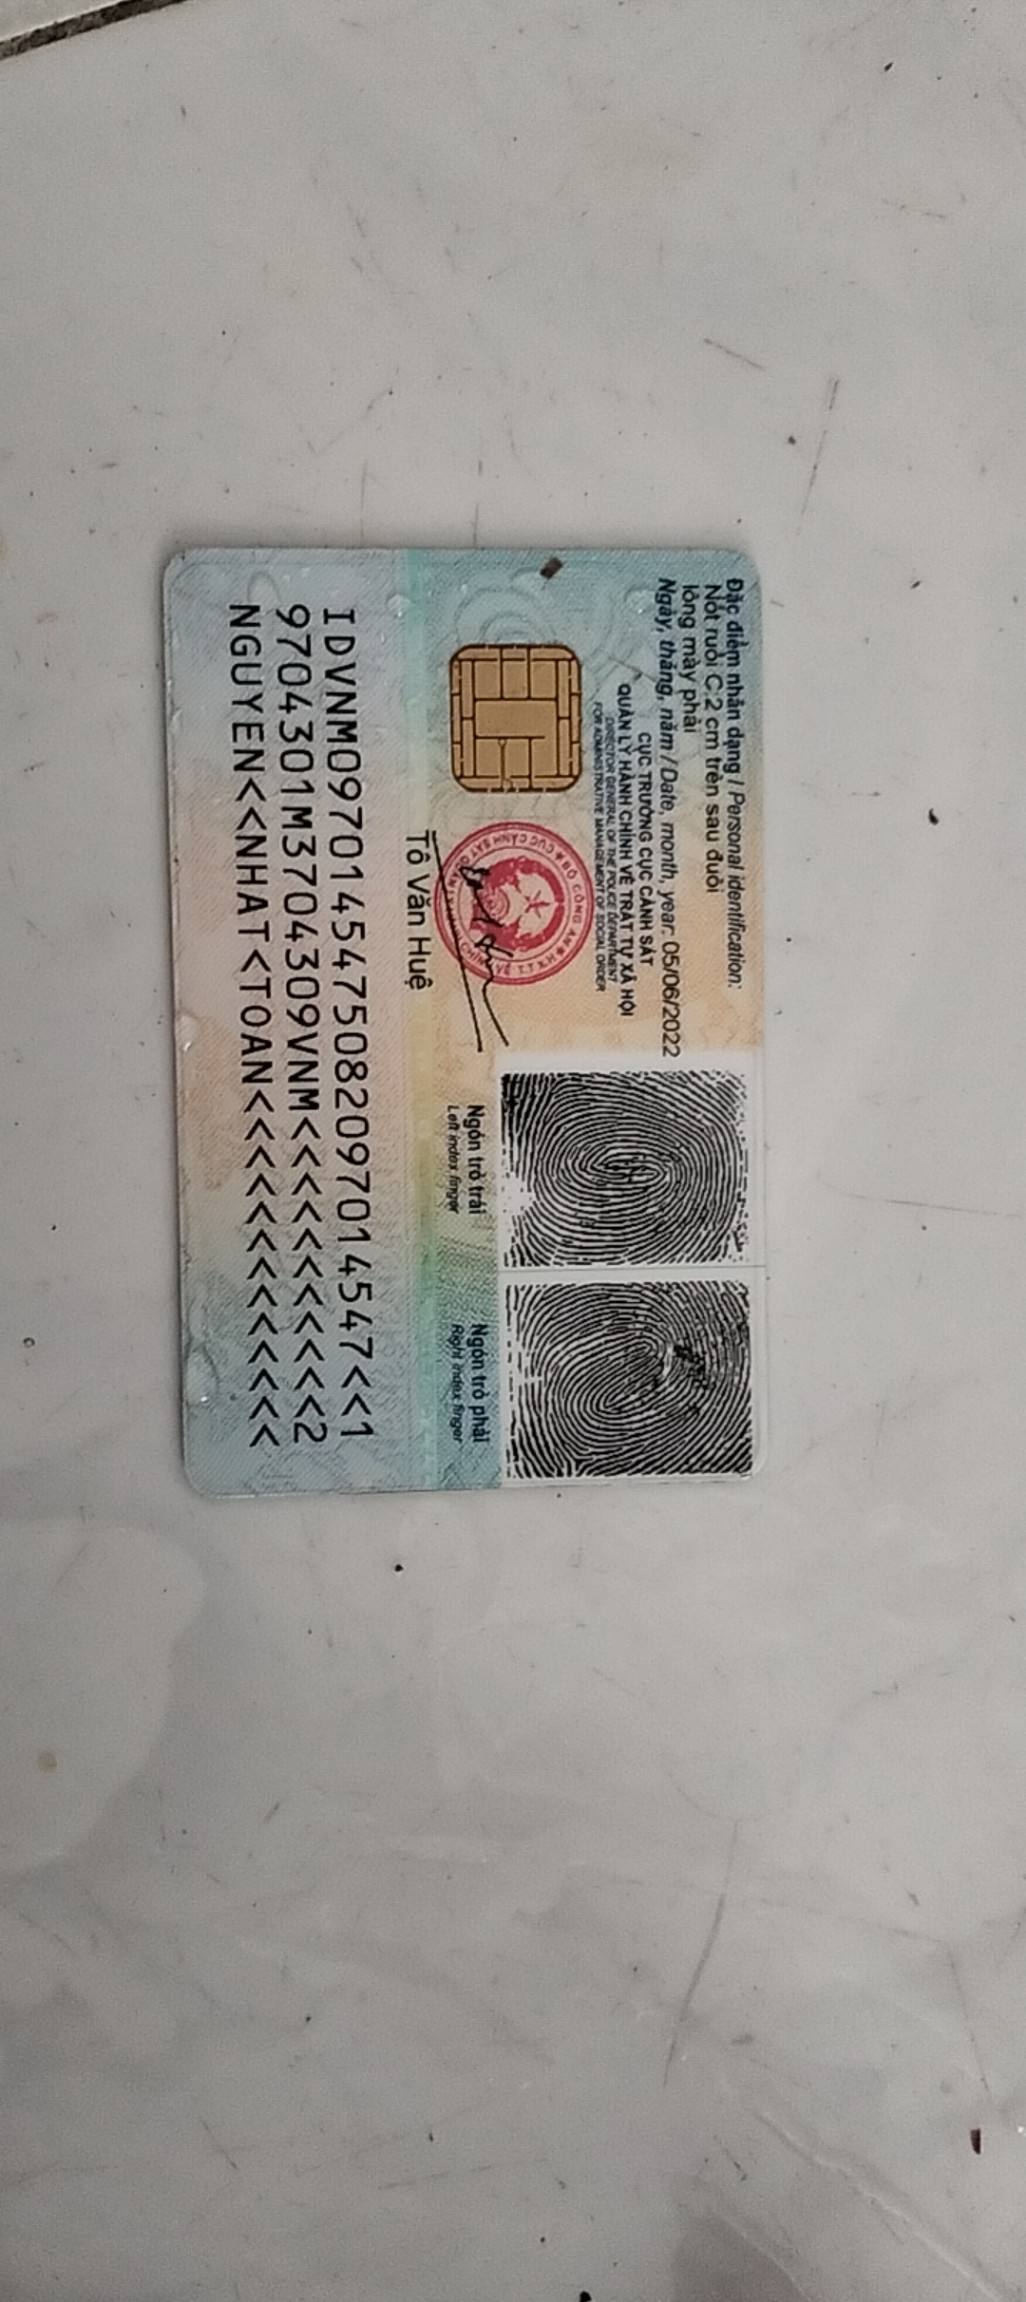 Đặc điểm nhân dạng / Personal identification:
Nốt ruồi C:2 cm trên sau đuôi
lông mày phải
Ngày, tháng, năm / Date, month, year: 05/06/2022
CỤC TRƯỞNG CỤC CẢNH SÁT
QUẢN LÝ HÀNH CHÍNH VỀ TRẬT TỰ XÃ HỘI
DIRECTOR GENERAL OF THE POLICE DEPARTMENT
FOR ADMINISTRATIVE MANAGEMENT OF SOCIAL ORDER
BỘ CÔNG AN
Tô Văn Huệ
Ngón trỏ trái
Left index finger
Ngón trỏ phải
Right index finger
IDVNM0970145475082097014547<<1
9704301M3704309VNM<<<<<<<<<<<2
NGUYEN<<NHAT<TOAN<<<<<<<<<<<<<